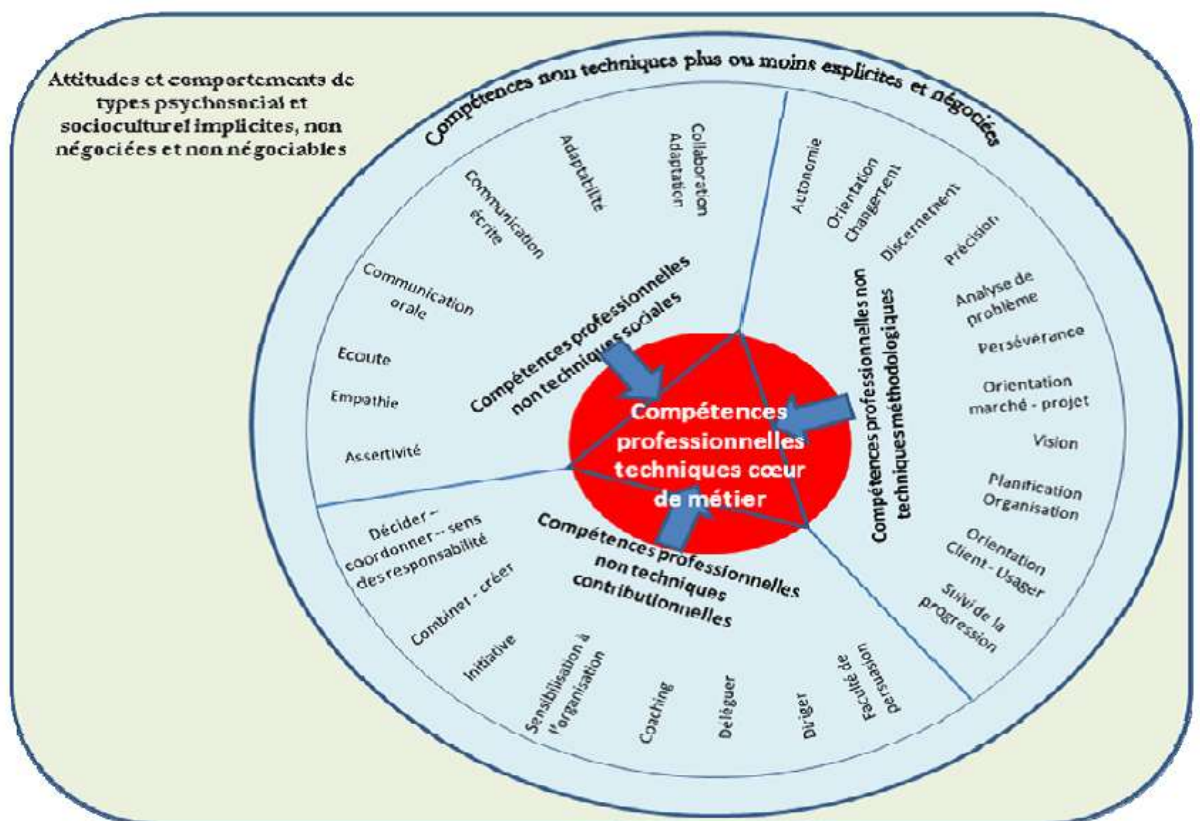 Attitudes et comportements de
types psychosocial et
socioculturel implicites, non
négociées et non négociables
Compétences non techniques plus ou moins explicites et négociées
Collaboration
Adaptation
Adaptabilité
Communication
écrite
Communication
orale
Ecoute
Empathie
Assertivité
Compétences professionnelles
non techniques sociales
Autonomie
Orientation
Changement
Discernement
Précision
Analyse de
problème
Persévérance
Orientation
marché - projet
Vision
Planification
Organisation
Orientation
Client - Usager
Suivi de la
progression
Compétences professionnelles non
techniques méthodologiques
Compétences
professionnelles
techniques cœur
de métier
Compétences professionnelles
non techniques
contributionnelles
Décider –
coordonner – sens
des responsabilité
Combiner - créer
Initiative
Sensibilisation à
l'organisation
Coaching
Déléguer
Diriger
Faculté de
persuasion